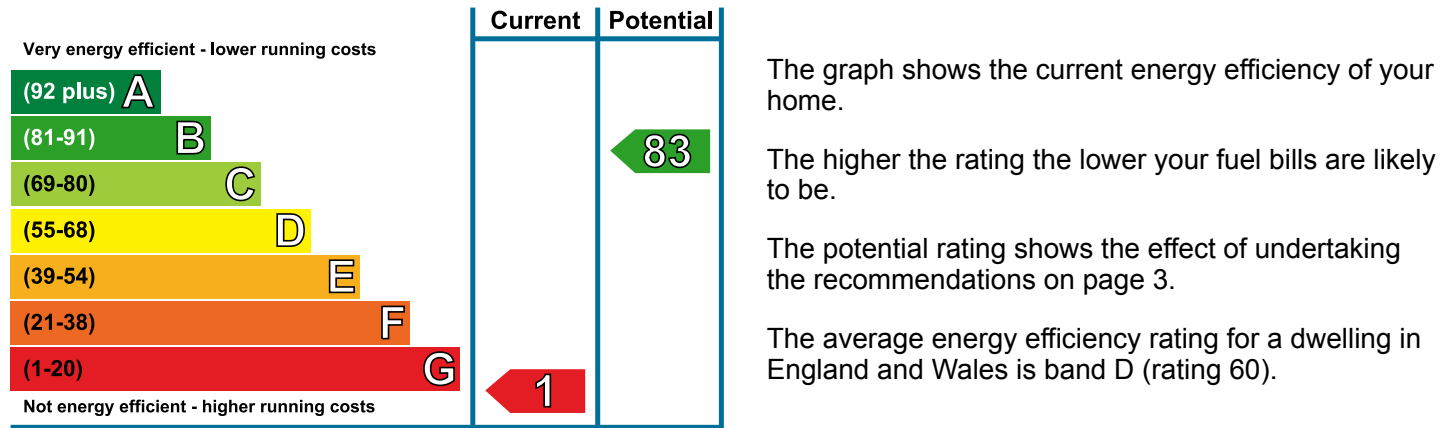 Current Potential
Very energy efficient - lower running costs
(92 plus) A
(81-91) B
83
(69-80) C
(55-68) D
(39-54) E
(21-38) F
(1-20) G
1
Not energy efficient - higher running costs
The graph shows the current energy efficiency of your
home.
The higher the rating the lower your fuel bills are likely
to be.
The potential rating shows the effect of undertaking
the recommendations on page 3.
The average energy efficiency rating for a dwelling in
England and Wales is band D (rating 60).